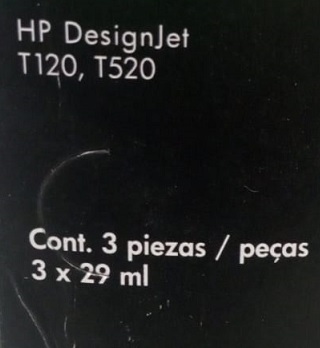 HP DesignJet
T120, T520
Cont. 3 piezas / peças
3 x 29 ml